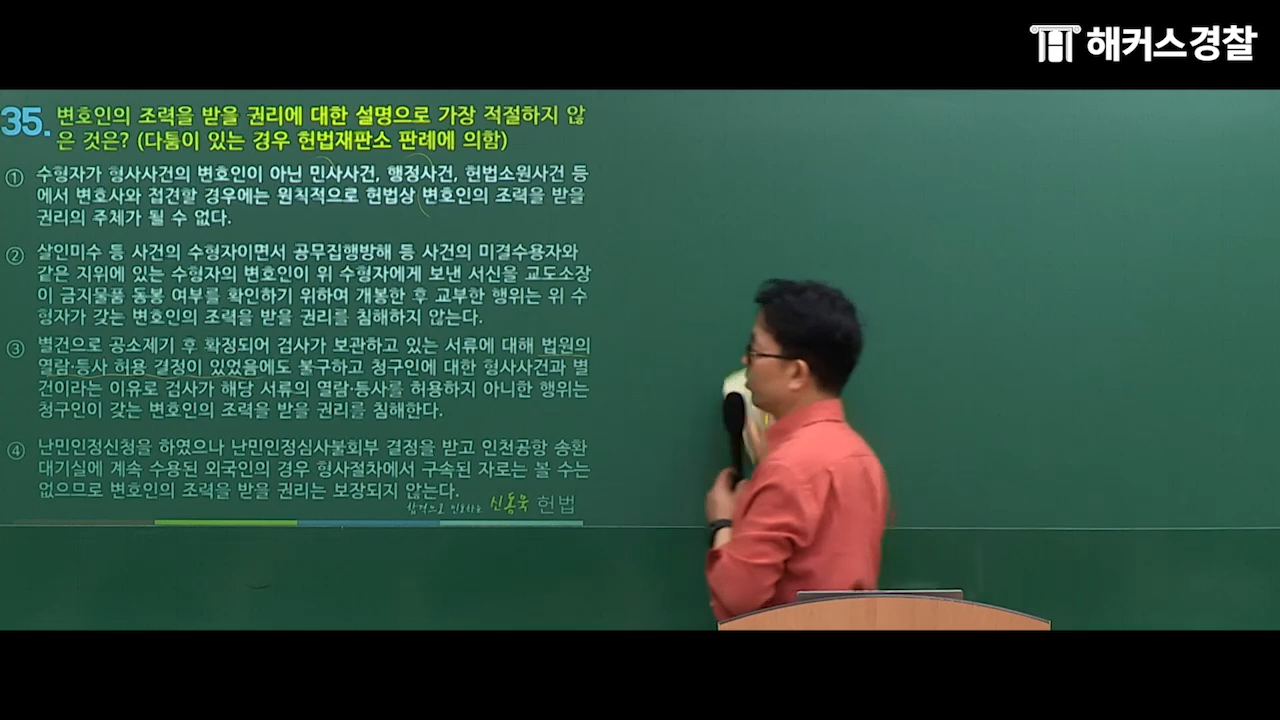 해커스경찰
35. 변호인의 조력을 받을 권리에 대한 설명으로 가장 적절하지 않
은 것은? (다툼이 있는 경우 헌법재판소 판례에 의함)
① 수형자가 형사사건의 변호인이 아닌 민사사건, 행정사건, 헌법소원사건 등
에서 변호사와 접견할 경우에는 원칙적으로 헌법상 변호인의 조력을 받을
권리의 주체가 될 수 없다.
② 살인미수 등 사건의 수형자이면서 공무집행방해 등 사건의 미결수용자와
같은 지위에 있는 수형자의 변호인이 위 수형자에게 보낸 서신을 교도소장
이 금지물품 동봉 여부를 확인하기 위하여 개봉한 후 교부한 행위는 위 수
형자가 갖는 변호인의 조력을 받을 권리를 침해하지 않는다.
③ 별건으로 공소제기 후 확정되어 검사가 보관하고 있는 서류에 대해 법원의
열람·등사 허용 결정이 있었음에도 불구하고 청구인에 대한 형사사건과 별
건이라는 이유로 검사가 해당 서류의 열람·등사를 허용하지 아니한 행위는
청구인이 갖는 변호인의 조력을 받을 권리를 침해한다.
④ 난민인정신청을 하였으나 난민인정심사불회부 결정을 받고 인천공항 송환
대기실에 계속 수용된 외국인의 경우 형사절차에서 구속된 자로는 볼 수는
없으므로 변호인의 조력을 받을 권리는 보장되지 않는다.
합격으로 인도하는 신동욱 헌법